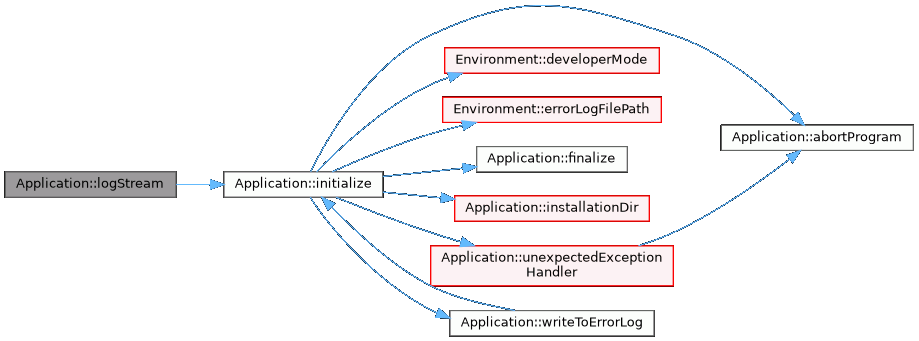 Application::logStream
Application::initialize
Environment::developerMode
Environment::errorLogFilePath
Application::finalize
Application::installationDir
Application::unexpectedException
Handler
Application::writeToErrorLog
Application::abortProgram